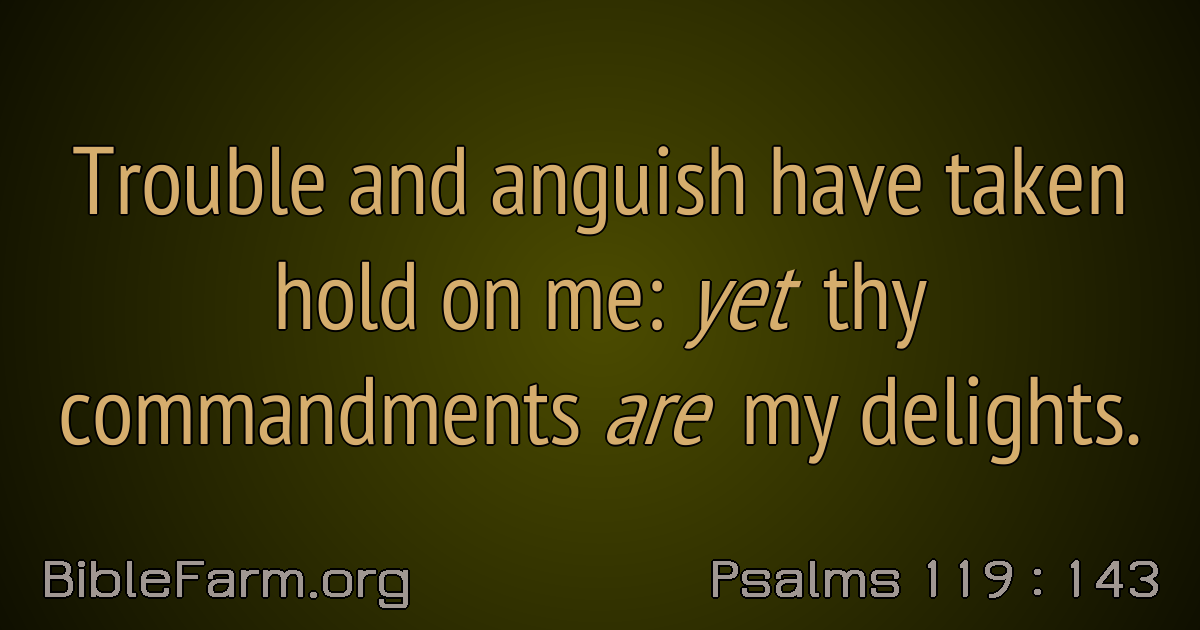 Trouble and anguish have taken
hold on me: yet thy
commandments are my delights.
BibleFarm.org
Psalms 119 : 143